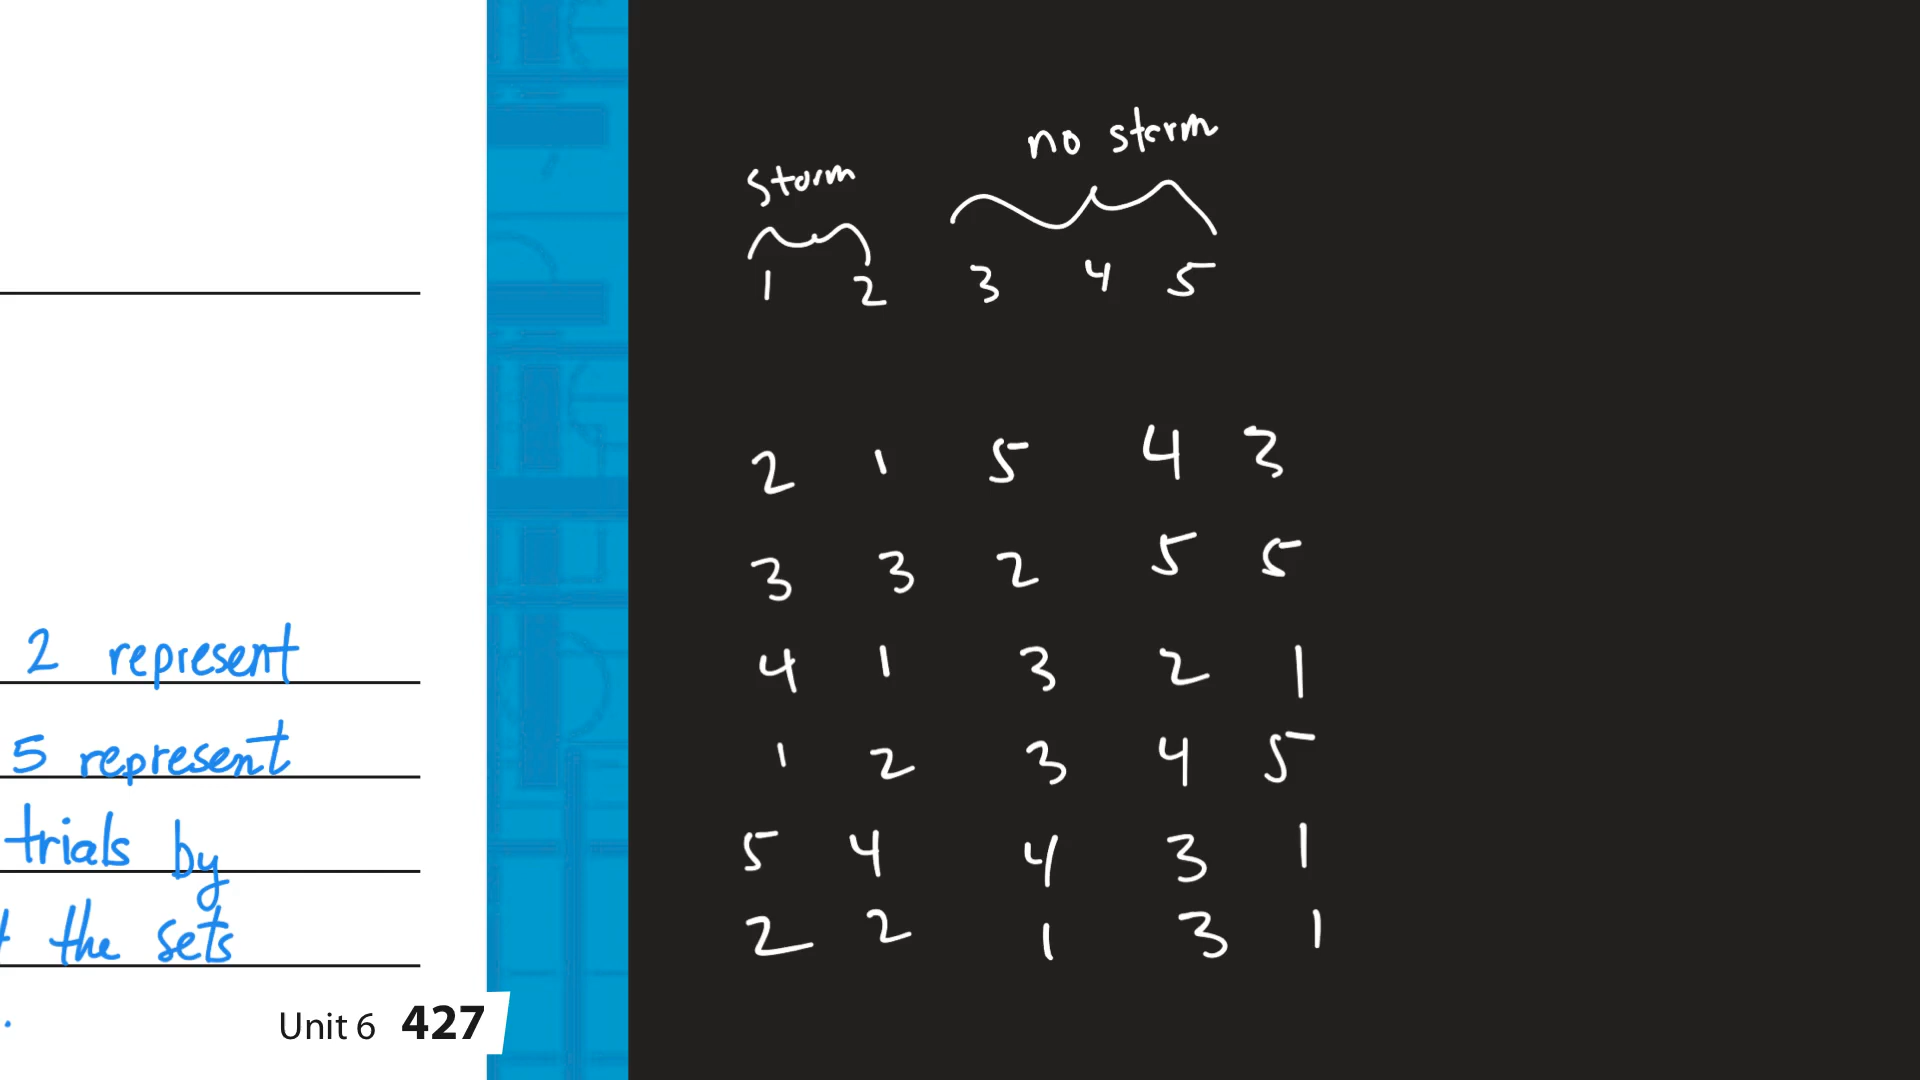 2 represent
5 represent
trials by
the sets
Unit 6 427
storm no storm
1 2 3 4 5
2 1 5 4 3
3 3 2 5 5
4 1 3 2 1
1 2 3 4 5
5 4 4 3 1
2 2 1 3 1